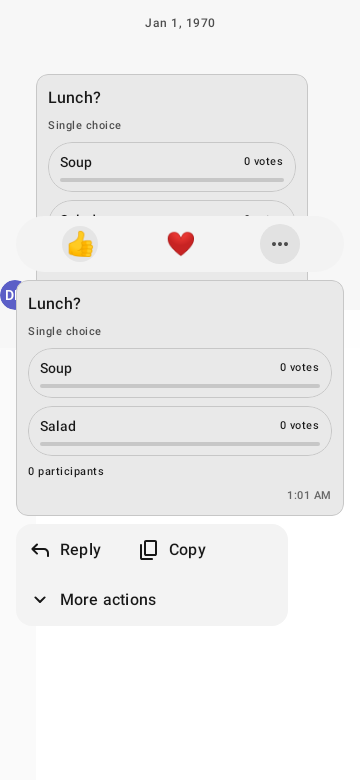 Jan 1, 1970
Lunch?
Single choice
Soup 0 votes
Lunch?
Single choice
Soup 0 votes
Salad 0 votes
0 participants
1:01 AM
Reply Copy
More actions